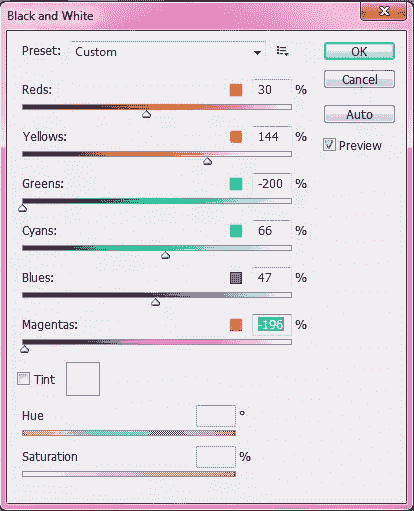 Black and White
Preset: Custom OK
Cancel
Reds: 30 %
Auto
Yellows: 144 %
Preview
Greens: -200 %
Cyans: 66 %
Blues: 47 %
Magentas: -196 %
Tint
Hue °
Saturation %